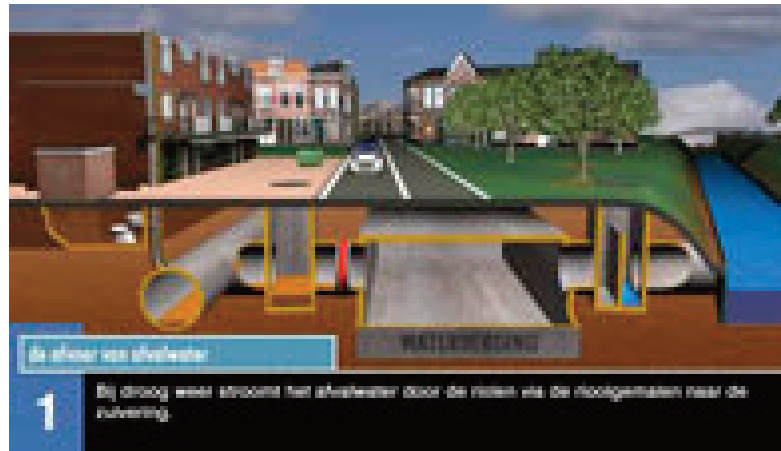 WATERBERGING
de afvoer van afvalwater
1
Bij droog weer stroomt het afvalwater door de riolen via de rioolgemalen naar de
zuivering.